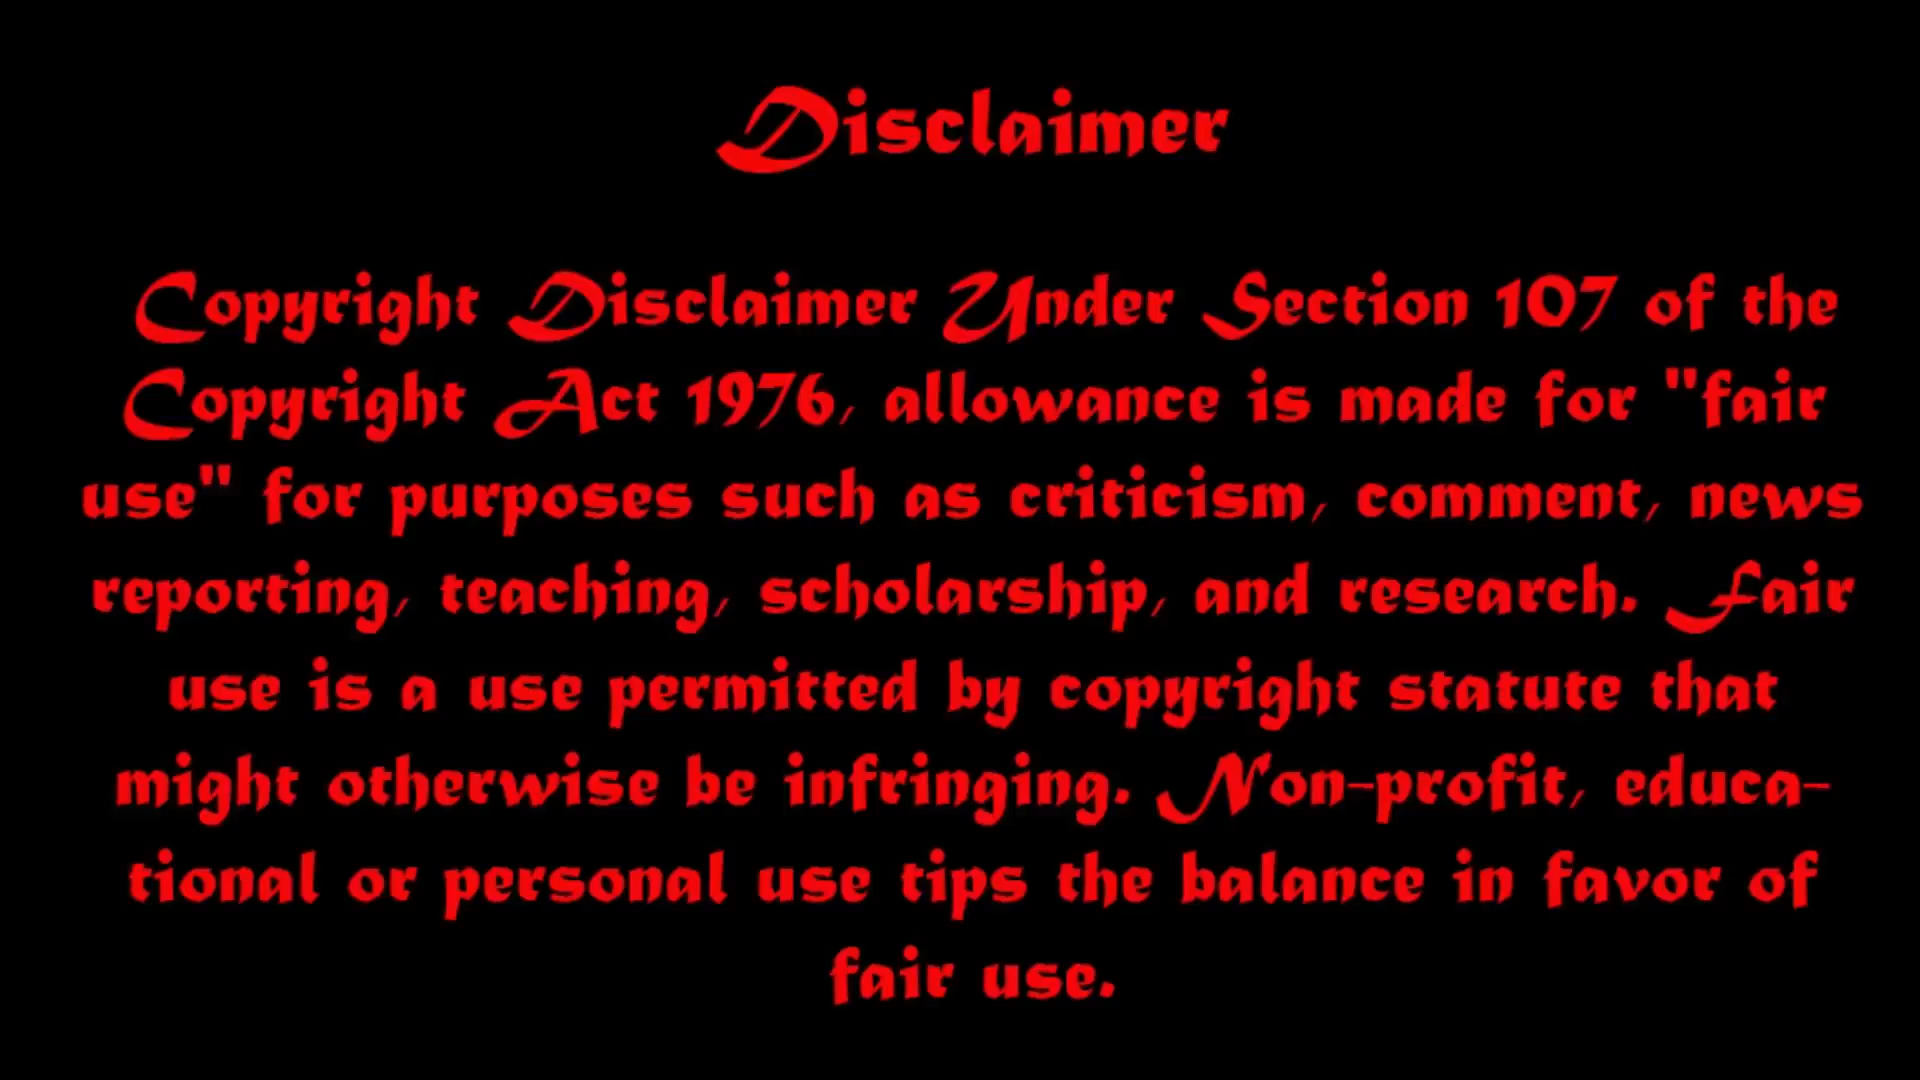 Disclaimer
Copyright Disclaimer Under Section 107 of the
Copyright Act 1976, allowance is made for "fair
use" for purposes such as criticism, comment, news
reporting, teaching, scholarship, and research. Fair
use is a use permitted by copyright statute that
might otherwise be infringing. Non-profit, educa-
tional or personal use tips the balance in favor of
fair use.